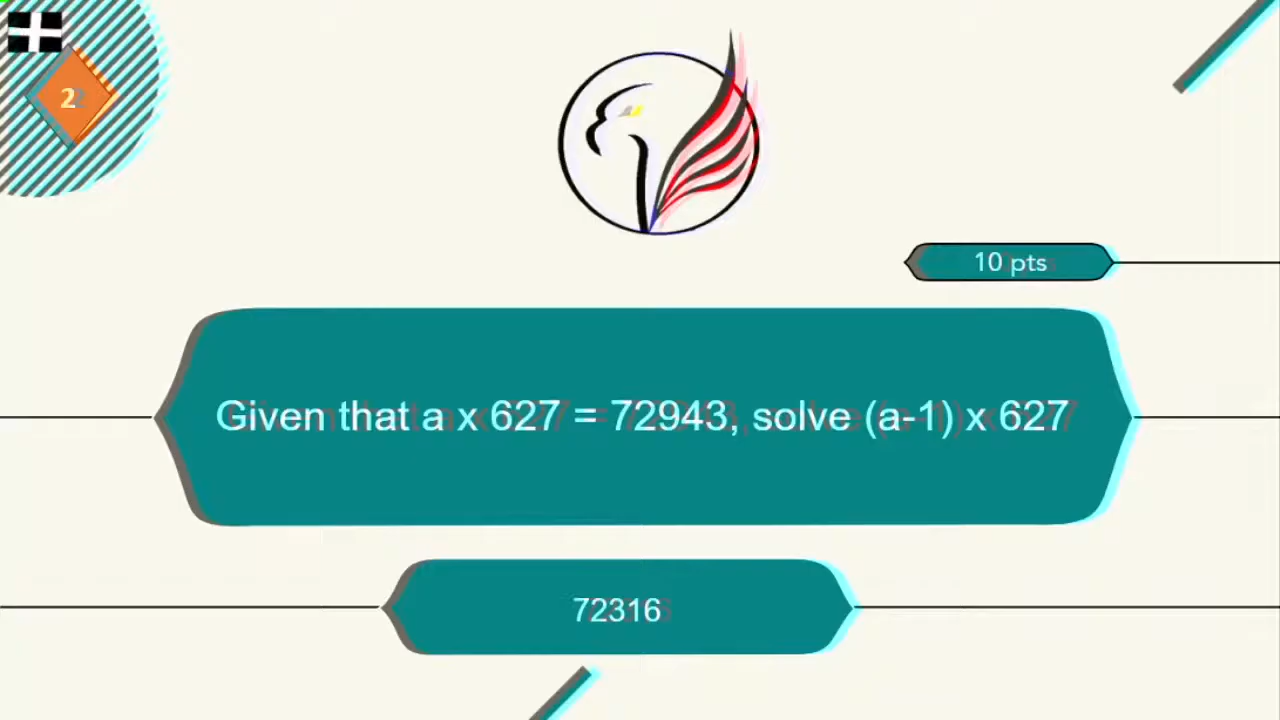 2
10 pts
Given that a x 627 = 72943, solve (a-1) x 627
72316